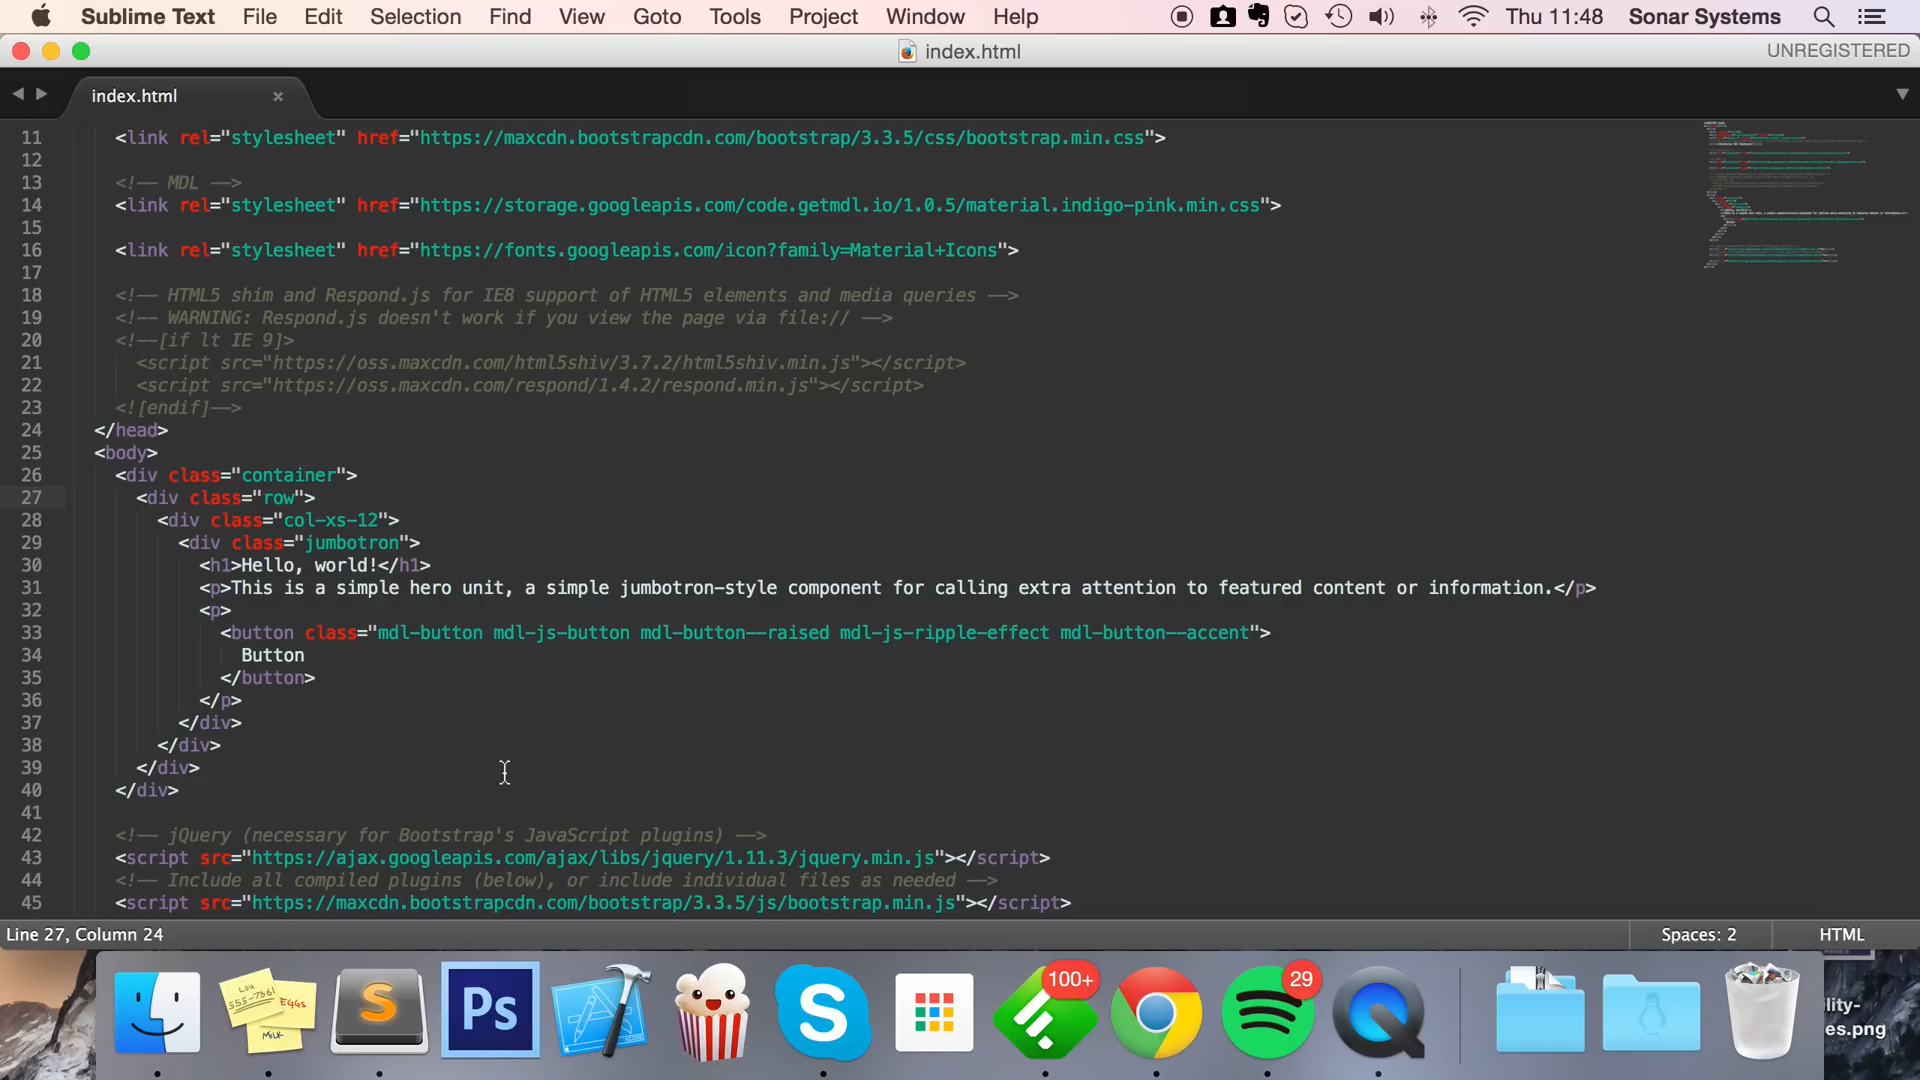 Sublime Text File Edit Selection Find View Goto Tools Project Window Help Thu 11:48 Sonar Systems
index.html UNREGISTERED
index.html
11 <link rel="stylesheet" href="https://maxcdn.bootstrapcdn.com/bootstrap/3.3.5/css/bootstrap.min.css">
12
13 <!-- MDL -->
14 <link rel="stylesheet" href="https://storage.googleapis.com/code.getmdl.io/1.0.5/material.indigo-pink.min.css">
15
16 <link rel="stylesheet" href="https://fonts.googleapis.com/icon?family=Material+Icons">
17
18 <!-- HTML5 shim and Respond.js for IE8 support of HTML5 elements and media queries -->
19 <!-- WARNING: Respond.js doesn't work if you view the page via file:// -->
20 <!--[if lt IE 9]>
21 <script src="https://oss.maxcdn.com/html5shiv/3.7.2/html5shiv.min.js"></script>
22 <script src="https://oss.maxcdn.com/respond/1.4.2/respond.min.js"></script>
23 <![endif]-->
24 </head>
25 <body>
26 <div class="container">
27 <div class="row">
28 <div class="col-xs-12">
29 <div class="jumbotron">
30 <h1>Hello, world!</h1>
31 <p>This is a simple hero unit, a simple jumbotron-style component for calling extra attention to featured content or information.</p>
32 <p>
33 <button class="mdl-button mdl-js-button mdl-button--raised mdl-js-ripple-effect mdl-button--accent">
34 Button
35 </button>
36 </p>
37 </div>
38 </div>
39 </div>
40 </div>
41
42 <!-- jQuery (necessary for Bootstrap's JavaScript plugins) -->
43 <script src="https://ajax.googleapis.com/ajax/libs/jquery/1.11.3/jquery.min.js"></script>
44 <!-- Include all compiled plugins (below), or include individual files as needed -->
45 <script src="https://maxcdn.bootstrapcdn.com/bootstrap/3.3.5/js/bootstrap.min.js"></script>
Line 27, Column 24 Spaces: 2 HTML
Lou
555-7361
EGGS
MILK
S
Ps
S
100+
29
ility-
es.png